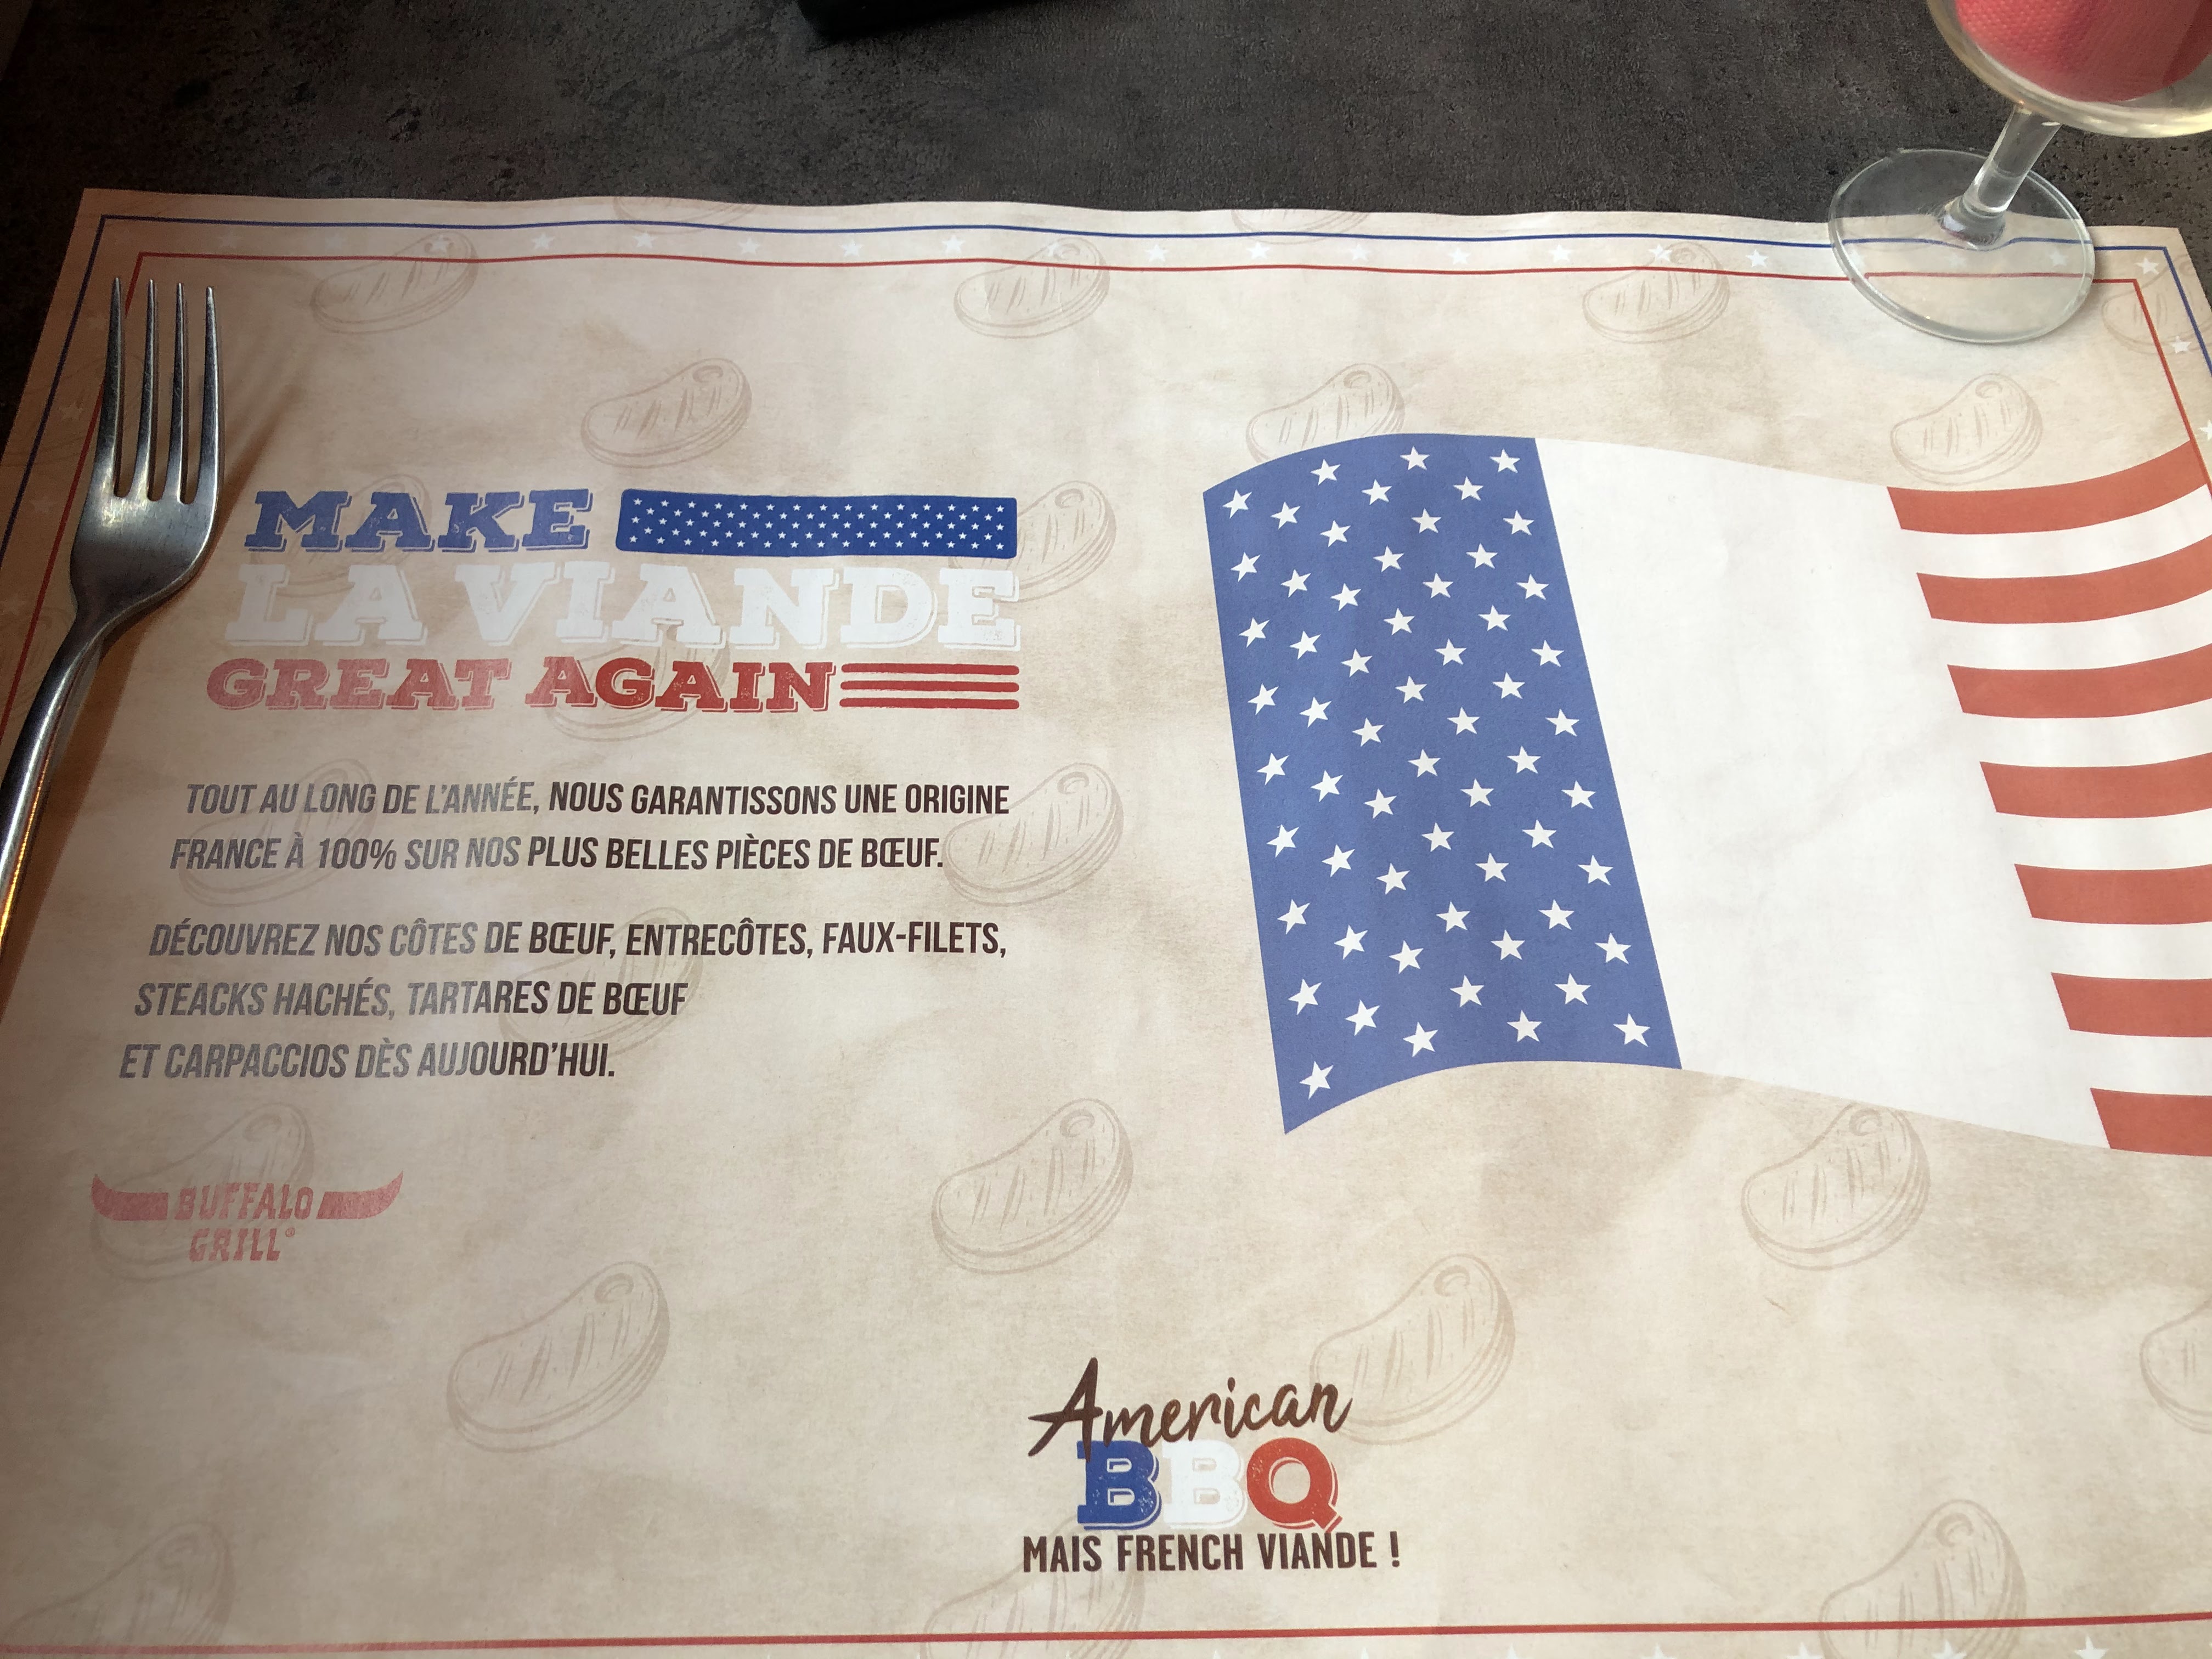 MAKE
LA VIANDE
GREAT AGAIN
TOUT AU LONG DE L'ANNÉE, NOUS GARANTISSONS UNE ORIGINE
FRANCE À 100% SUR NOS PLUS BELLES PIÈCES DE BŒUF.
DÉCOUVREZ NOS CÔTES DE BŒUF, ENTRECÔTES, FAUX-FILETS,
STEACKS HACHÉS, TARTARES DE BŒUF
ET CARPACCIOS DÈS AUJOURD'HUI.
BUFFALO
GRILL®
American
BBQ
MAIS FRENCH VIANDE !